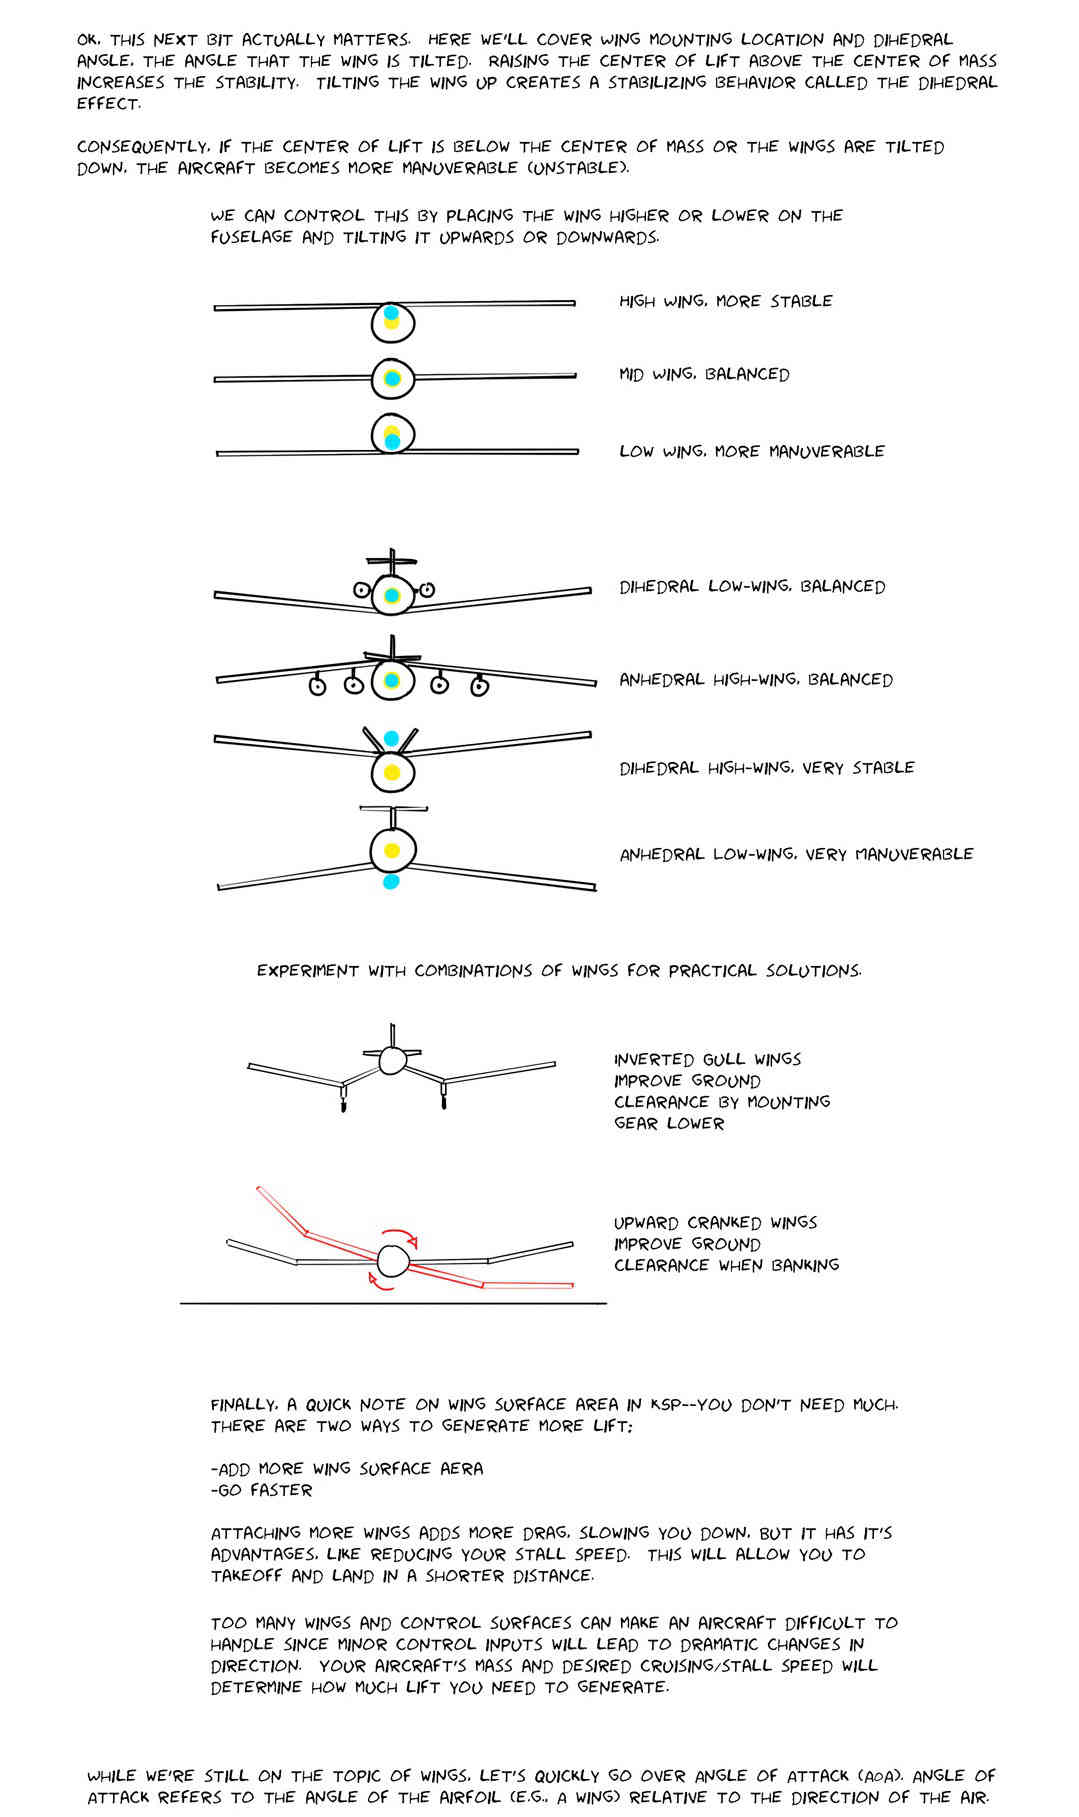 OK, THIS NEXT BIT ACTUALLY MATTERS. HERE WE'LL COVER WING MOUNTING LOCATION AND DIHEDRAL
ANGLE, THE ANGLE THAT THE WING IS TILTED. RAISING THE CENTER OF LIFT ABOVE THE CENTER OF MASS
INCREASES THE STABILITY. TILTING THE WING UP CREATES A STABILIZING BEHAVIOR CALLED THE DIHEDRAL
EFFECT.
CONSEQUENTLY, IF THE CENTER OF LIFT IS BELOW THE CENTER OF MASS OR THE WINGS ARE TILTED
DOWN, THE AIRCRAFT BECOMES MORE MANUVERABLE (UNSTABLE).
WE CAN CONTROL THIS BY PLACING THE WING HIGHER OR LOWER ON THE
FUSELAGE AND TILTING IT UPWARDS OR DOWNWARDS.
HIGH WING, MORE STABLE
MID WING, BALANCED
LOW WING, MORE MANUVERABLE
DIHEDRAL LOW-WING, BALANCED
ANHEDRAL HIGH-WING, BALANCED
DIHEDRAL HIGH-WING, VERY STABLE
ANHEDRAL LOW-WING, VERY MANUVERABLE
EXPERIMENT WITH COMBINATIONS OF WINGS FOR PRACTICAL SOLUTIONS.
INVERTED GULL WINGS
IMPROVE GROUND
CLEARANCE BY MOUNTING
GEAR LOWER
UPWARD CRANKED WINGS
IMPROVE GROUND
CLEARANCE WHEN BANKING
FINALLY, A QUICK NOTE ON WING SURFACE AREA IN KSP--YOU DON'T NEED MUCH.
THERE ARE TWO WAYS TO GENERATE MORE LIFT:
-ADD MORE WING SURFACE AERA
-GO FASTER
ATTACHING MORE WINGS ADDS MORE DRAG, SLOWING YOU DOWN, BUT IT HAS IT'S
ADVANTAGES, LIKE REDUCING YOUR STALL SPEED. THIS WILL ALLOW YOU TO
TAKEOFF AND LAND IN A SHORTER DISTANCE.
TOO MANY WINGS AND CONTROL SURFACES CAN MAKE AN AIRCRAFT DIFFICULT TO
HANDLE SINCE MINOR CONTROL INPUTS WILL LEAD TO DRAMATIC CHANGES IN
DIRECTION. YOUR AIRCRAFT'S MASS AND DESIRED CRUISING/STALL SPEED WILL
DETERMINE HOW MUCH LIFT YOU NEED TO GENERATE.
WHILE WE'RE STILL ON THE TOPIC OF WINGS, LET'S QUICKLY GO OVER ANGLE OF ATTACK (AOA). ANGLE OF
ATTACK REFERS TO THE ANGLE OF THE AIRFOIL (E.G., A WING) RELATIVE TO THE DIRECTION OF THE AIR.